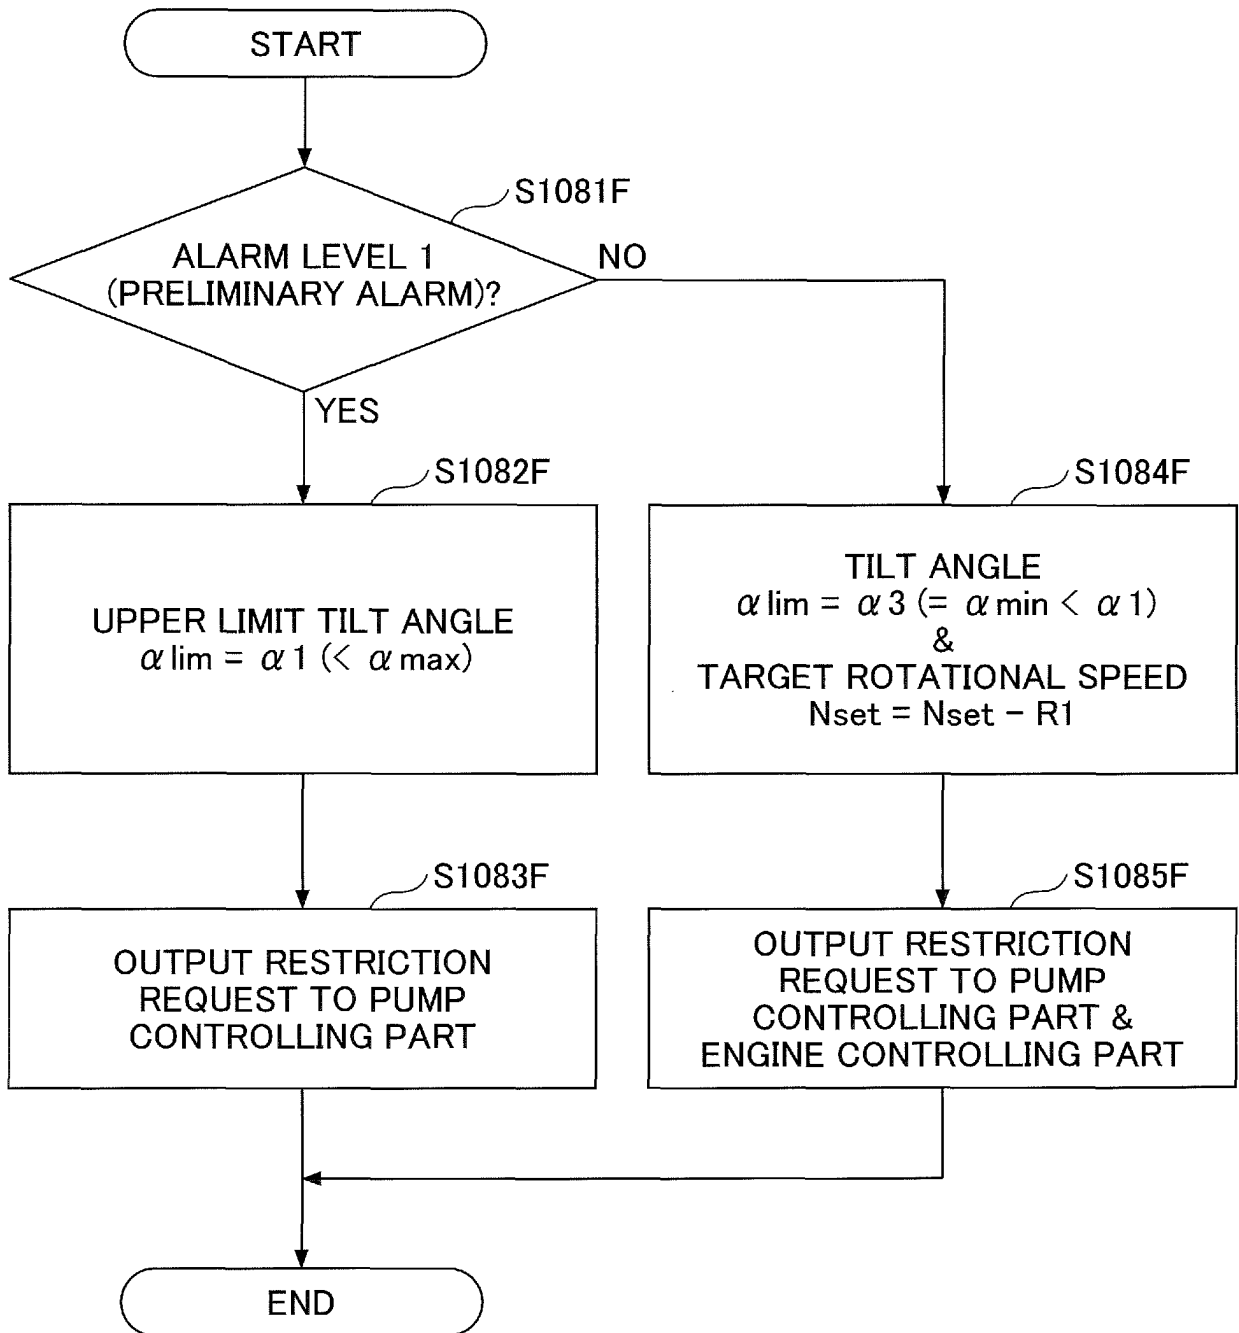 START
S1081F
ALARM LEVEL 1
(PRELIMINARY ALARM)?
NO
YES
S1082F
UPPER LIMIT TILT ANGLE
α lim = α 1 (< α max)
S1084F
TILT ANGLE
α lim = α 3 (= α min < α 1)
&
TARGET ROTATIONAL SPEED
Nset = Nset − R1
S1083F
OUTPUT RESTRICTION
REQUEST TO PUMP
CONTROLLING PART
S1085F
OUTPUT RESTRICTION
REQUEST TO PUMP
CONTROLLING PART &
ENGINE CONTROLLING PART
END